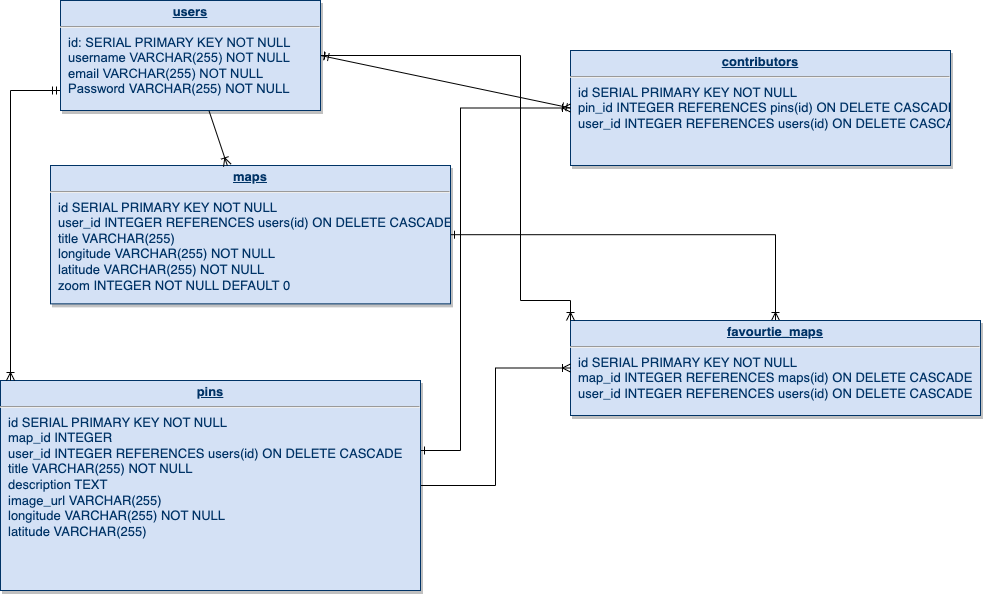 users
id: SERIAL PRIMARY KEY NOT NULL
username VARCHAR(255) NOT NULL
email VARCHAR(255) NOT NULL
Password VARCHAR(255) NOT NULL
contributors
id SERIAL PRIMARY KEY NOT NULL
pin_id INTEGER REFERENCES pins(id) ON DELETE CASCADE
user_id INTEGER REFERENCES users(id) ON DELETE CASCA
maps
id SERIAL PRIMARY KEY NOT NULL
user_id INTEGER REFERENCES users(id) ON DELETE CASCADE
title VARCHAR(255)
longitude VARCHAR(255) NOT NULL
latitude VARCHAR(255) NOT NULL
zoom INTEGER NOT NULL DEFAULT 0
favourtie_maps
id SERIAL PRIMARY KEY NOT NULL
map_id INTEGER REFERENCES maps(id) ON DELETE CASCADE
user_id INTEGER REFERENCES users(id) ON DELETE CASCADE
pins
id SERIAL PRIMARY KEY NOT NULL
map_id INTEGER
user_id INTEGER REFERENCES users(id) ON DELETE CASCADE
title VARCHAR(255) NOT NULL
description TEXT
image_url VARCHAR(255)
longitude VARCHAR(255) NOT NULL
latitude VARCHAR(255)